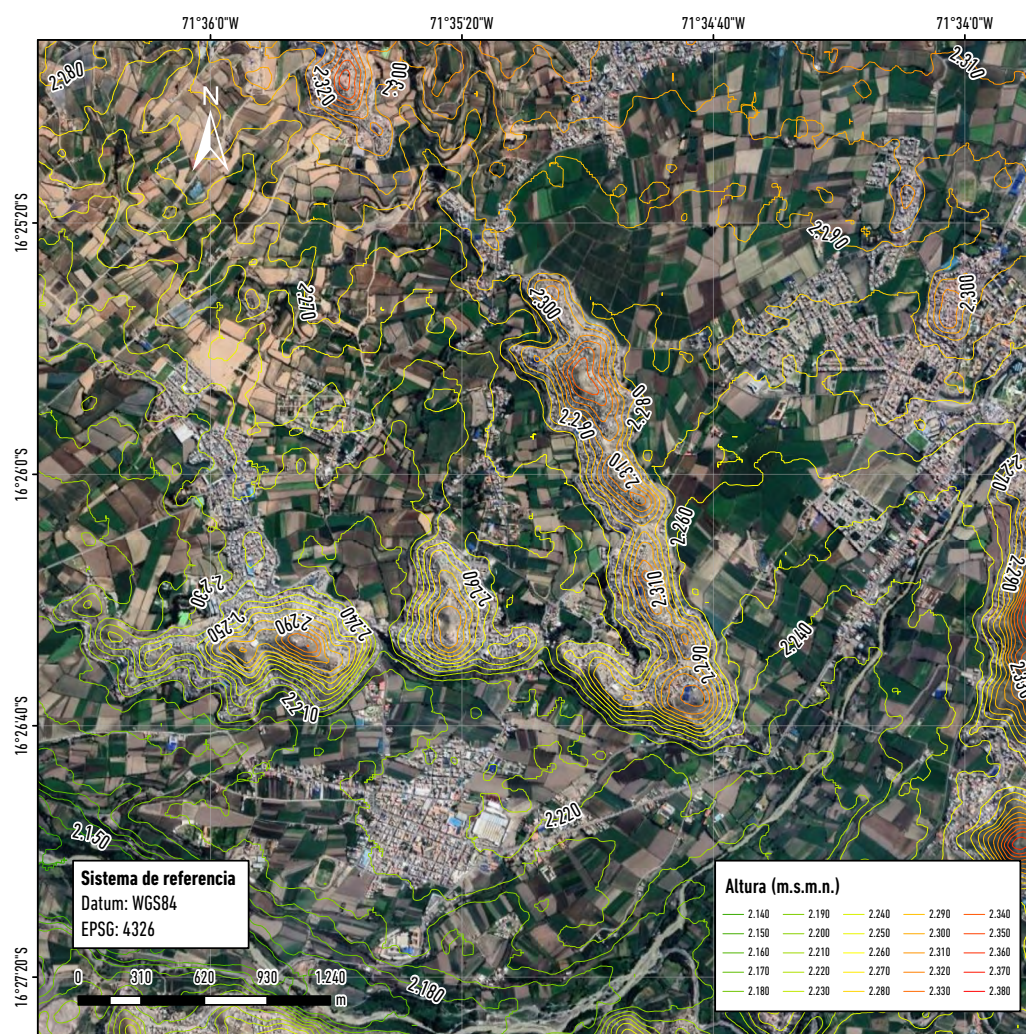 71°36'0"W 71°35'20"W 71°34'40"W 71°34'0"W
16°25'20"S
16°26'0"S
16°26'40"S
16°27'20"S
N
2.280
2.320
2.300
2.310
2.290
2.270
2.300
2.300
2.280
2.290
2.310
2.270
2.260
2.290
2.310
2.260
2.230
2.250
2.290
2.240
2.240
2.210
2.220
2.150
2.180
Sistema de referencia
Datum: WGS84
EPSG: 4326
0 310 620 930 1.240
m
Altura (m.s.m.n.)
2.140 2.190 2.240 2.290 2.340
2.150 2.200 2.250 2.300 2.350
2.160 2.210 2.260 2.310 2.360
2.170 2.220 2.270 2.320 2.370
2.180 2.230 2.280 2.330 2.380